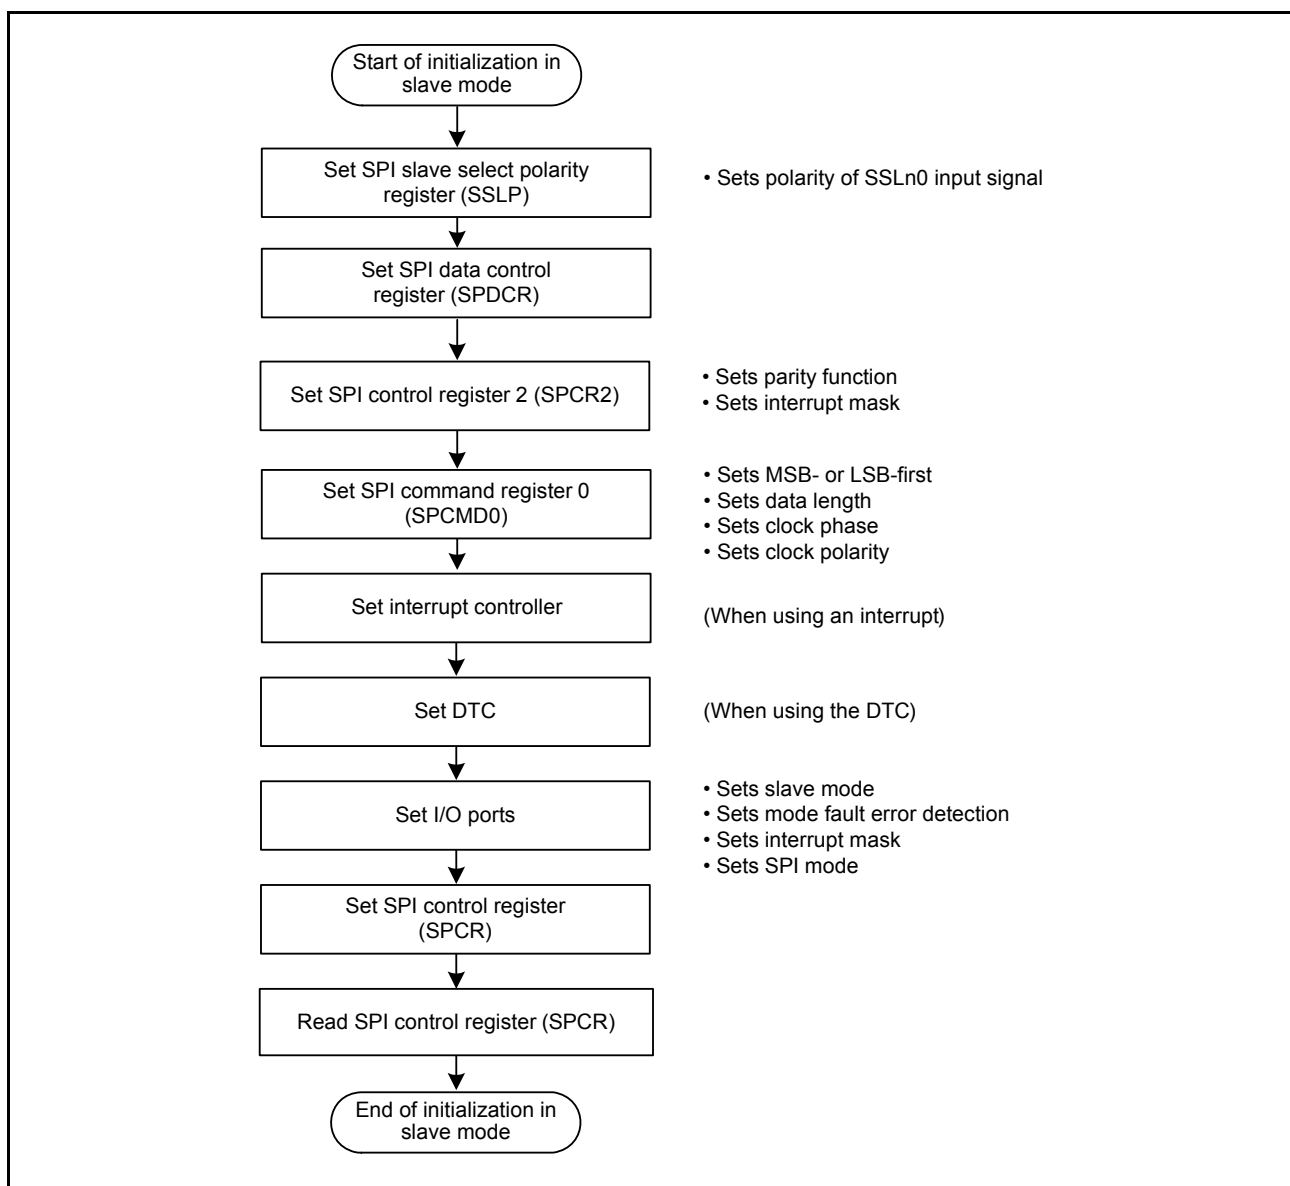 Start of initialization in
slave mode
Set SPI slave select polarity
register (SSLP)
• Sets polarity of SSLn0 input signal
Set SPI data control
register (SPDCR)
Set SPI control register 2 (SPCR2)
• Sets parity function
• Sets interrupt mask
Set SPI command register 0
(SPCMD0)
• Sets MSB- or LSB-first
• Sets data length
• Sets clock phase
• Sets clock polarity
Set interrupt controller
(When using an interrupt)
Set DTC
(When using the DTC)
Set I/O ports
• Sets slave mode
• Sets mode fault error detection
• Sets interrupt mask
• Sets SPI mode
Set SPI control register
(SPCR)
Read SPI control register (SPCR)
End of initialization in
slave mode